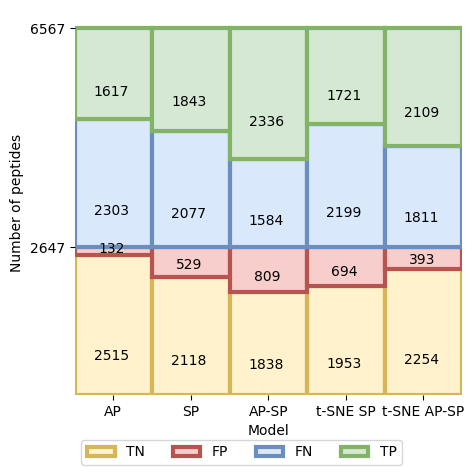 6567
1617 1843 2336 1721 2109
2303 2077 1584 2199 1811
2647
132 529 809 694 393
2515 2118 1838 1953 2254
Number of peptides
AP SP AP-SP t-SNE SP t-SNE AP-SP
Model
TN FP FN TP